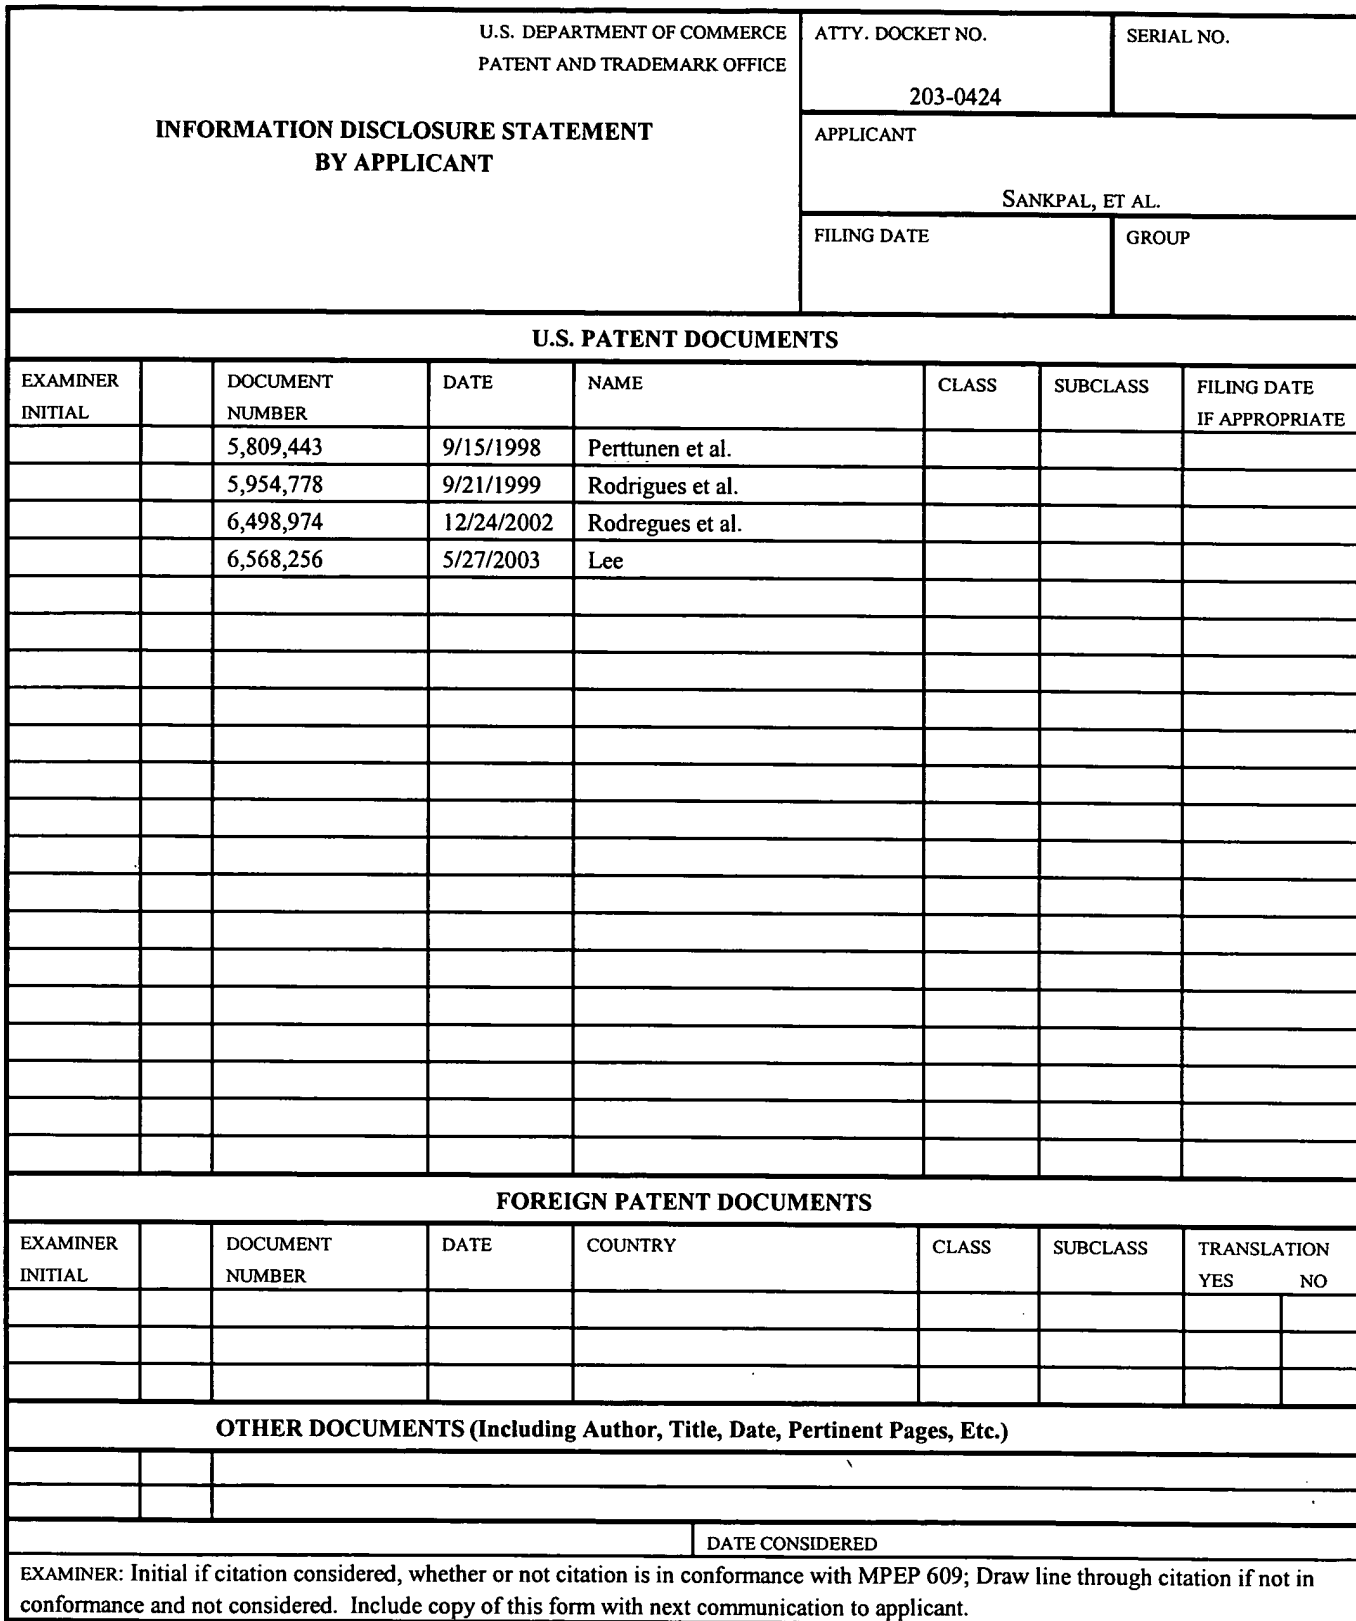 U.S. DEPARTMENT OF COMMERCE
PATENT AND TRADEMARK OFFICE
INFORMATION DISCLOSURE STATEMENT
BY APPLICANT
ATTY. DOCKET NO.
203-0424
SERIAL NO.
APPLICANT
SANKPAL, ET AL.
FILING DATE
GROUP
U.S. PATENT DOCUMENTS
EXAMINER INITIAL DOCUMENT NUMBER DATE NAME CLASS SUBCLASS FILING DATE IF APPROPRIATE
5,809,443 9/15/1998 Perttunen et al.
5,954,778 9/21/1999 Rodrigues et al.
6,498,974 12/24/2002 Rodregues et al.
6,568,256 5/27/2003 Lee
FOREIGN PATENT DOCUMENTS
EXAMINER INITIAL DOCUMENT NUMBER DATE COUNTRY CLASS SUBCLASS TRANSLATION YES NO
OTHER DOCUMENTS (Including Author, Title, Date, Pertinent Pages, Etc.)
DATE CONSIDERED
EXAMINER: Initial if citation considered, whether or not citation is in conformance with MPEP 609; Draw line through citation if not in
conformance and not considered. Include copy of this form with next communication to applicant.